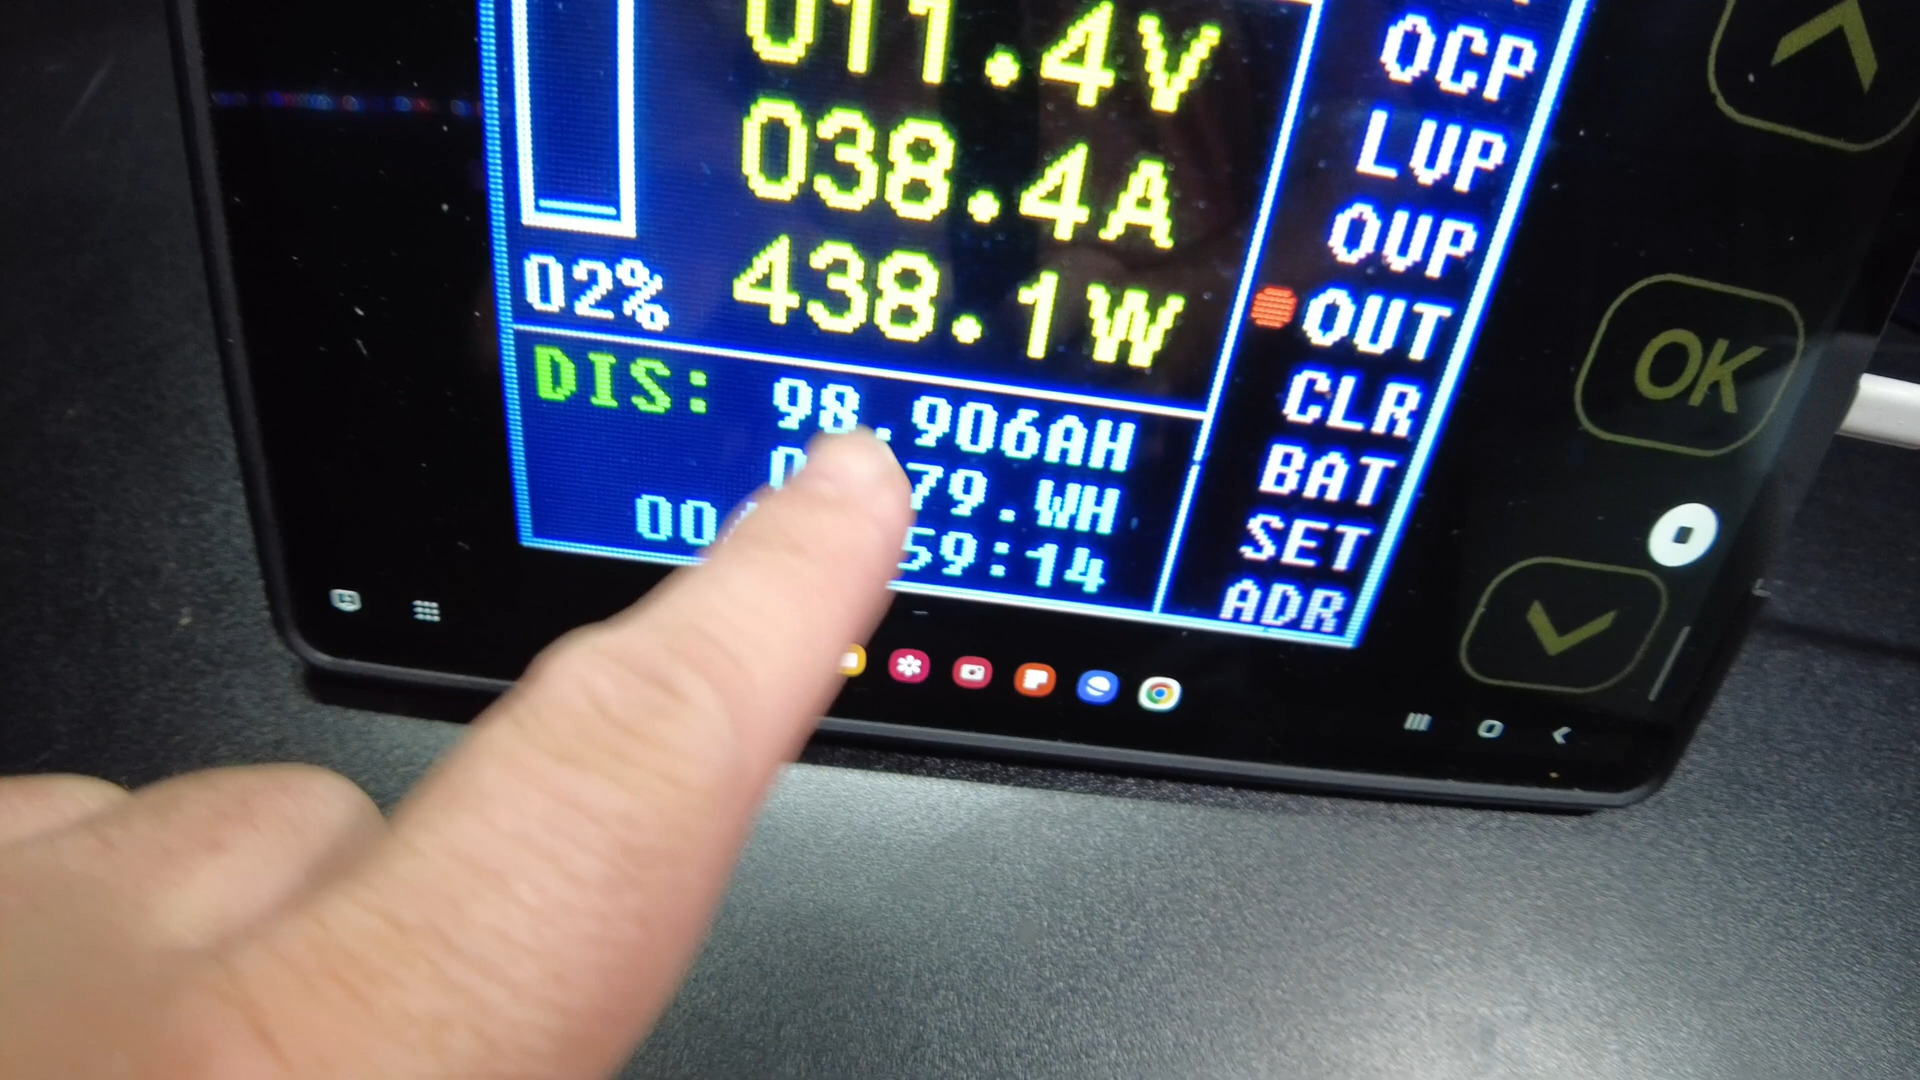 011.4V
038.4A
02% 438.1W
DIS: 98.906AH
79.WH
00 59:14
OCP
LVP
OVP
OUT
CLR
BAT
SET
ADR
OK